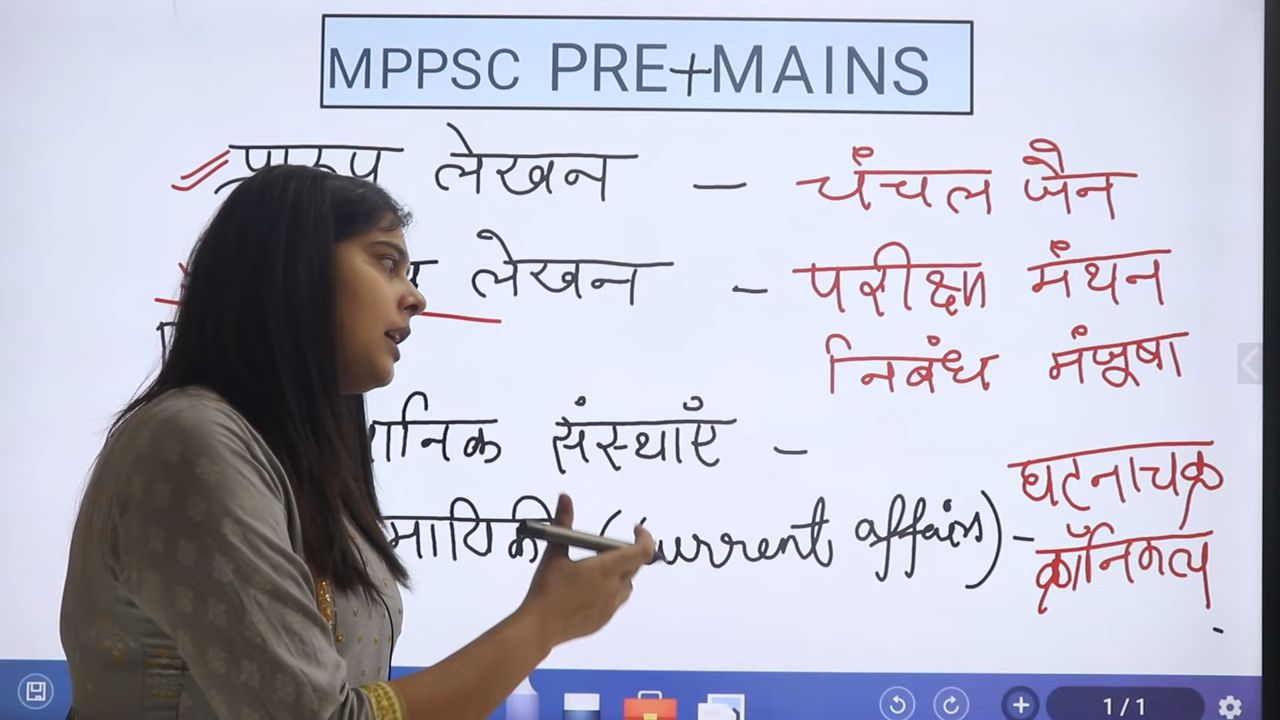 MPPSC PRE+MAINS
प्रारूप लेखन – चंचल जैन
लेखन – परीक्षा मंथन
निबंध मंजूषा
संस्थाएँ –
(current affairs) – घटनाचक्र
क्रॉनिकल
1/1